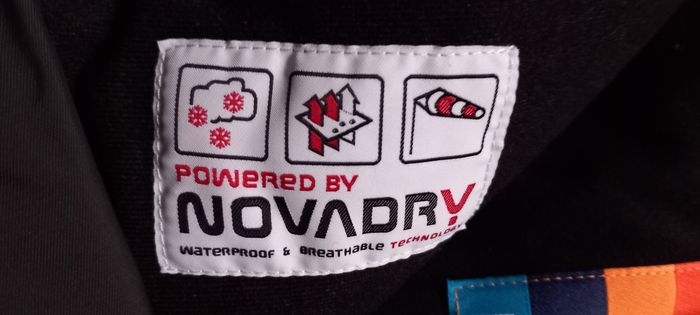 POWERED BY
NOVADRY
WATERPROOF & BREATHABLE TECHNOLOGY